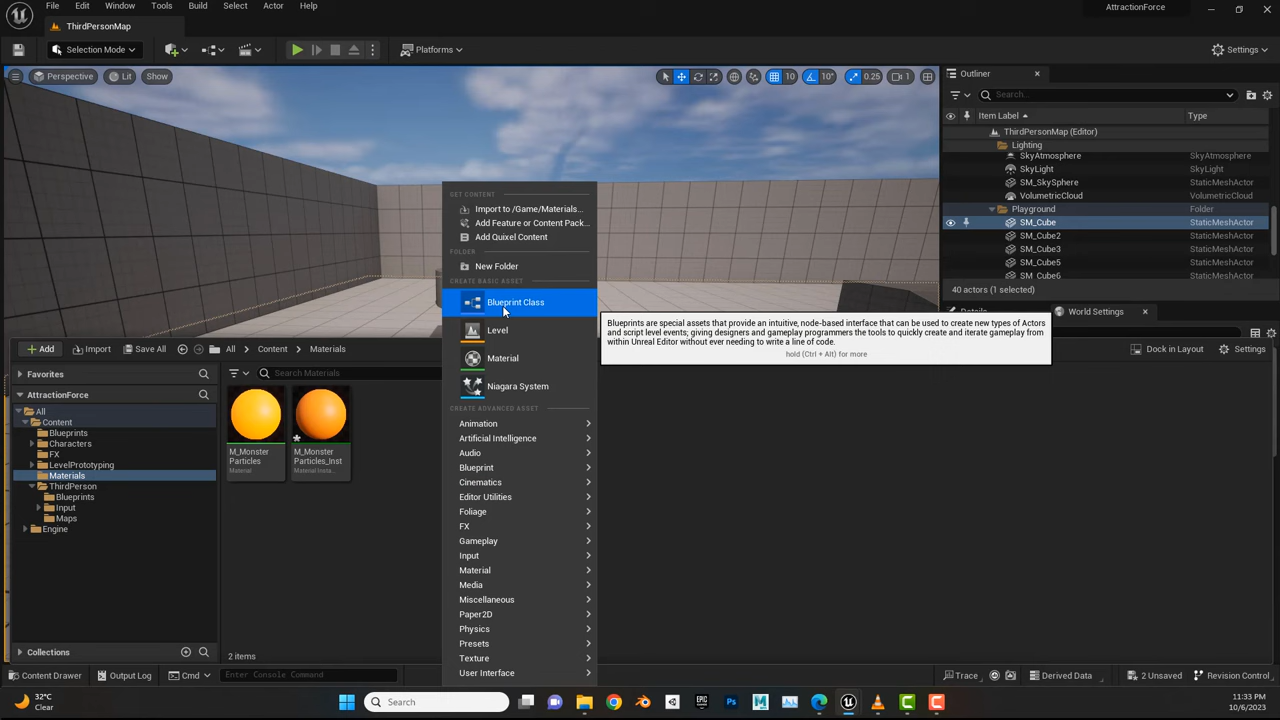 File Edit Window Tools Build Select Actor Help
AttractionForce
ThirdPersonMap
Selection Mode
Platforms
Settings
Perspective Lit Show
10 10° 0.25 1
Outliner
Search...
Item Label Type
ThirdPersonMap (Editor)
Lighting Folder
SkyAtmosphere SkyAtmosphere
SkyLight SkyLight
SM_SkySphere StaticMeshActor
VolumetricCloud VolumetricCloud
Playground Folder
SM_Cube StaticMeshActor
SM_Cube2 StaticMeshActor
SM_Cube3 StaticMeshActor
SM_Cube5 StaticMeshActor
SM_Cube6 StaticMeshActor
40 actors (1 selected)
Details World Settings
GET CONTENT
Import to /Game/Materials...
Add Feature or Content Pack...
Add Quixel Content
FOLDER
New Folder
CREATE BASIC ASSET
Blueprint Class
Level
Material
Niagara System
CREATE ADVANCED ASSET
Animation
Artificial Intelligence
Audio
Blueprint
Cinematics
Editor Utilities
Foliage
FX
Gameplay
Input
Material
Media
Miscellaneous
Paper2D
Physics
Presets
Texture
User Interface
Blueprints are special assets that provide an intuitive, node-based interface that can be used to create new types of Actors
and script level events; giving designers and gameplay programmers the tools to quickly create and iterate gameplay from
within Unreal Editor without ever needing to write a line of code.
hold (Ctrl + Alt) for more
Add Import Save All All Content Materials
Dock in Layout Settings
Favorites
Search Materials
AttractionForce
All
Content
Blueprints
Characters
FX
LevelPrototyping
Materials
ThirdPerson
Blueprints
Input
Maps
Engine
M_Monster
Particles
Material
M_Monster
Particles_Inst
Material Insta...
Collections
2 items
Content Drawer Output Log Cmd Enter Console Command
Trace Derived Data 2 Unsaved Revision Control
32°C
Clear
Search
11:33 PM
10/6/2023